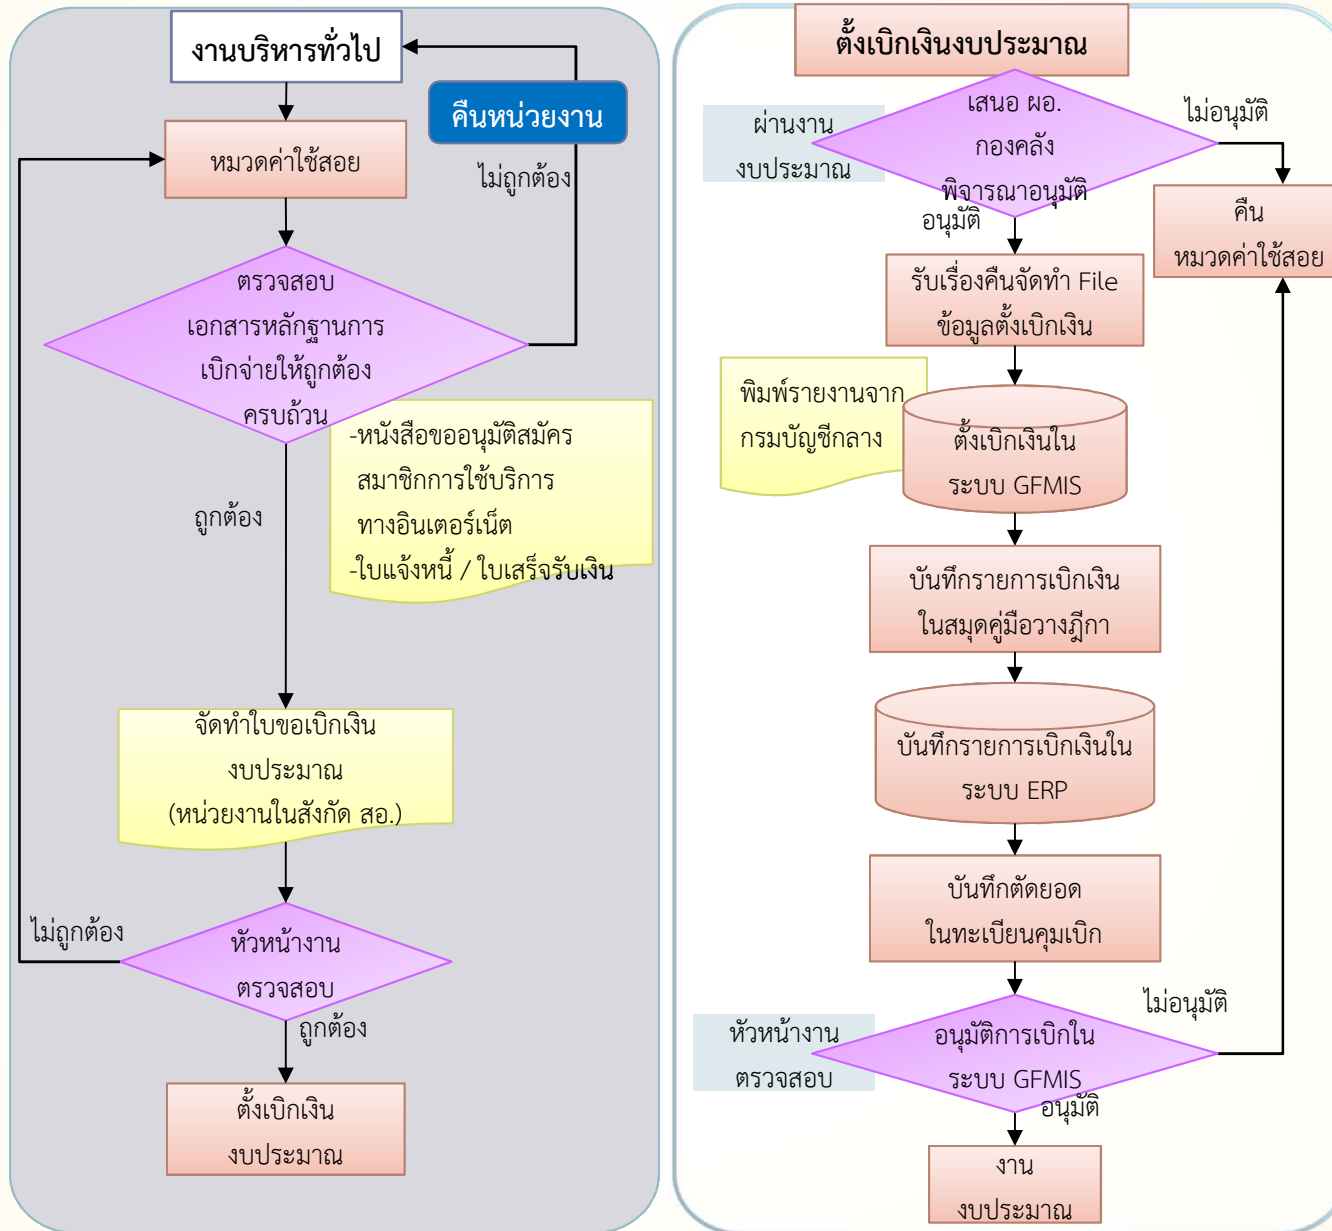 งานบริหารทั่วไป
คืนหน่วยงาน
หมวดค่าใช้สอย
ไม่ถูกต้อง
ตรวจสอบ
เอกสารหลักฐานการ
เบิกจ่ายให้ถูกต้อง
ครบถ้วน
-หนังสือขออนุมัติสมัคร
สมาชิกการใช้บริการ
ทางอินเตอร์เน็ต
-ใบแจ้งหนี้ / ใบเสร็จรับเงิน
ถูกต้อง
จัดทำใบขอเบิกเงิน
งบประมาณ
(หน่วยงานในสังกัด สอ.)
ไม่ถูกต้อง
หัวหน้างาน
ตรวจสอบ
ถูกต้อง
ตั้งเบิกเงิน
งบประมาณ
ตั้งเบิกเงินงบประมาณ
ผ่านงาน
งบประมาณ
เสนอ ผอ.
กองคลัง
พิจารณาอนุมัติ
ไม่อนุมัติ
คืน
หมวดค่าใช้สอย
อนุมัติ
รับเรื่องคืนจัดทำ File
ข้อมูลตั้งเบิกเงิน
พิมพ์รายงานจาก
กรมบัญชีกลาง
ตั้งเบิกเงินใน
ระบบ GFMIS
บันทึกรายการเบิกเงิน
ในสมุดคู่มือวางฎีกา
บันทึกรายการเบิกเงินใน
ระบบ ERP
บันทึกตัดยอด
ในทะเบียนคุมเบิก
หัวหน้างาน
ตรวจสอบ
อนุมัติการเบิกใน
ระบบ GFMIS
ไม่อนุมัติ
อนุมัติ
งาน
งบประมาณ